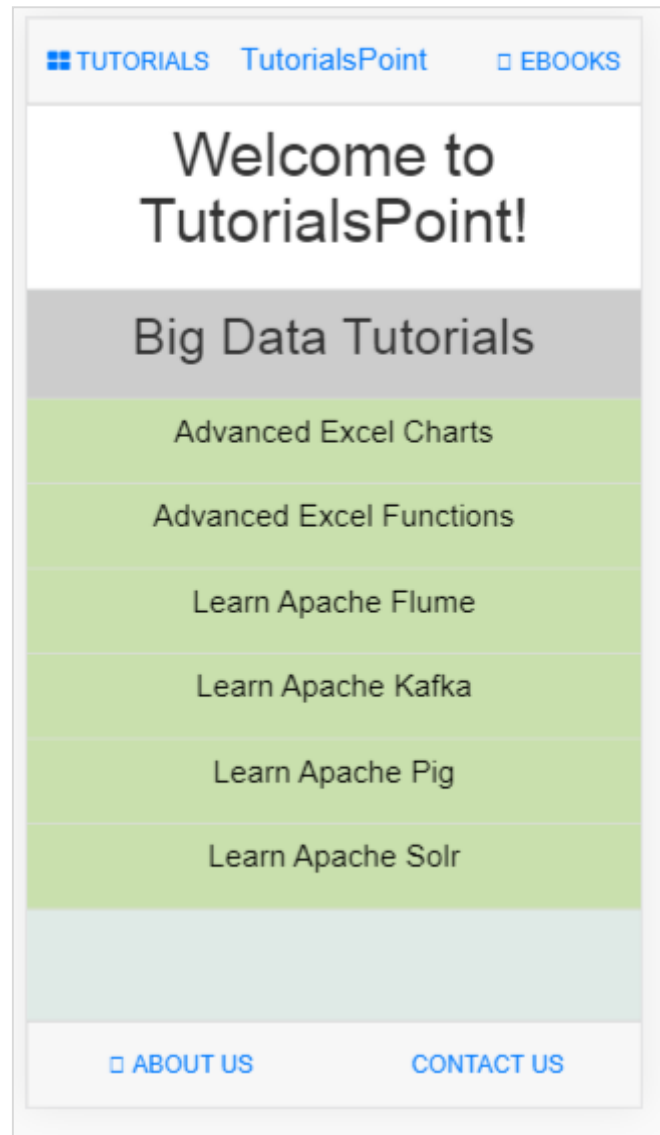 TUTORIALS TutorialsPoint EBOOKS
Welcome to
TutorialsPoint!
Big Data Tutorials
Advanced Excel Charts
Advanced Excel Functions
Learn Apache Flume
Learn Apache Kafka
Learn Apache Pig
Learn Apache Solr
ABOUT US CONTACT US